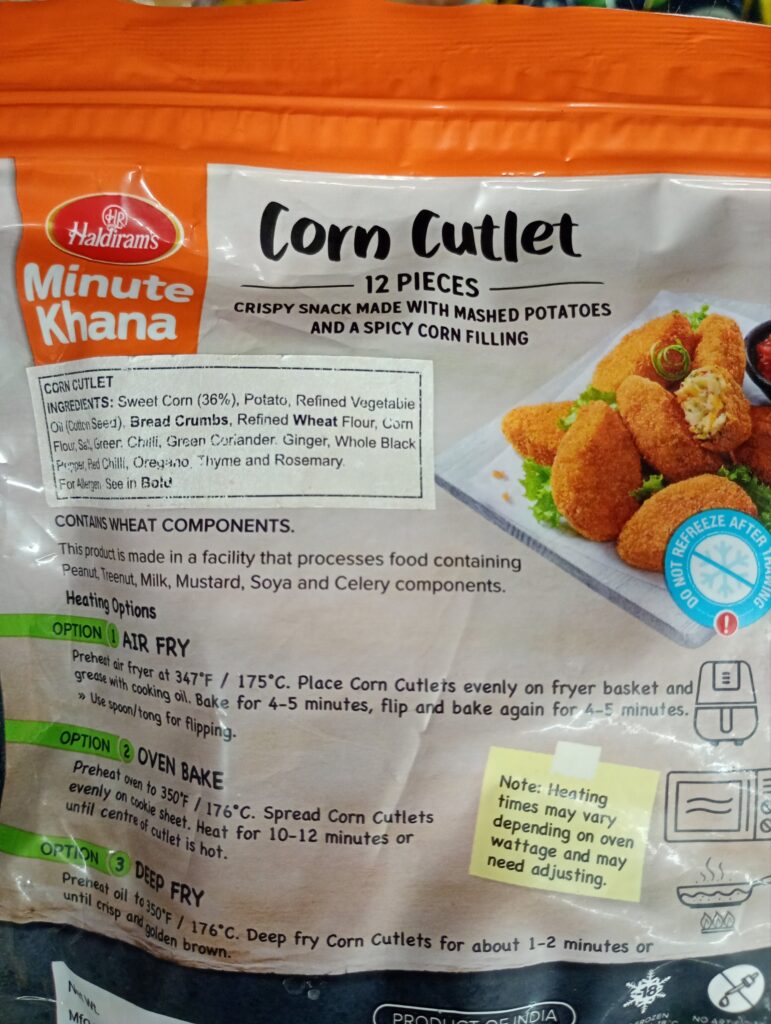 HR
Haldiram's
Minute
Khana
Corn Cutlet
12 PIECES
CRISPY SNACK MADE WITH MASHED POTATOES
AND A SPICY CORN FILLING
CORN CUTLET
INGREDIENTS: Sweet Corn (36%), Potato, Refined Vegetable
Oil (Cotton Seed), Bread Crumbs, Refined Wheat Flour, Corn
Flour, Salt, Green Chilli, Green Coriander, Ginger, Whole Black
Pepper, Red Chilli, Oregano, Thyme and Rosemary.
For Allergen See in Bold
CONTAINS WHEAT COMPONENTS.
This product is made in a facility that processes food containing
Peanut, Treenut, Milk, Mustard, Soya and Celery components.
DO NOT REFREEZE AFTER THAWING
Heating Options
OPTION 1 AIR FRY
Preheat air fryer at 347°F / 175°C. Place Corn Cutlets evenly on fryer basket and
grease with cooking oil. Bake for 4-5 minutes, flip and bake again for 4-5 minutes.
» Use spoon/tong for flipping.
OPTION 2 OVEN BAKE
Preheat oven to 350°F / 176°C. Spread Corn Cutlets
evenly on cookie sheet. Heat for 10-12 minutes or
until centre of cutlet is hot.
Note: Heating
times may vary
depending on oven
wattage and may
need adjusting.
OPTION 3 DEEP FRY
Preheat oil to 350°F / 176°C. Deep fry Corn Cutlets for about 1-2 minutes or
until crisp and golden brown.
Net Wt.
Mfg
PRODUCT OF INDIA
-18